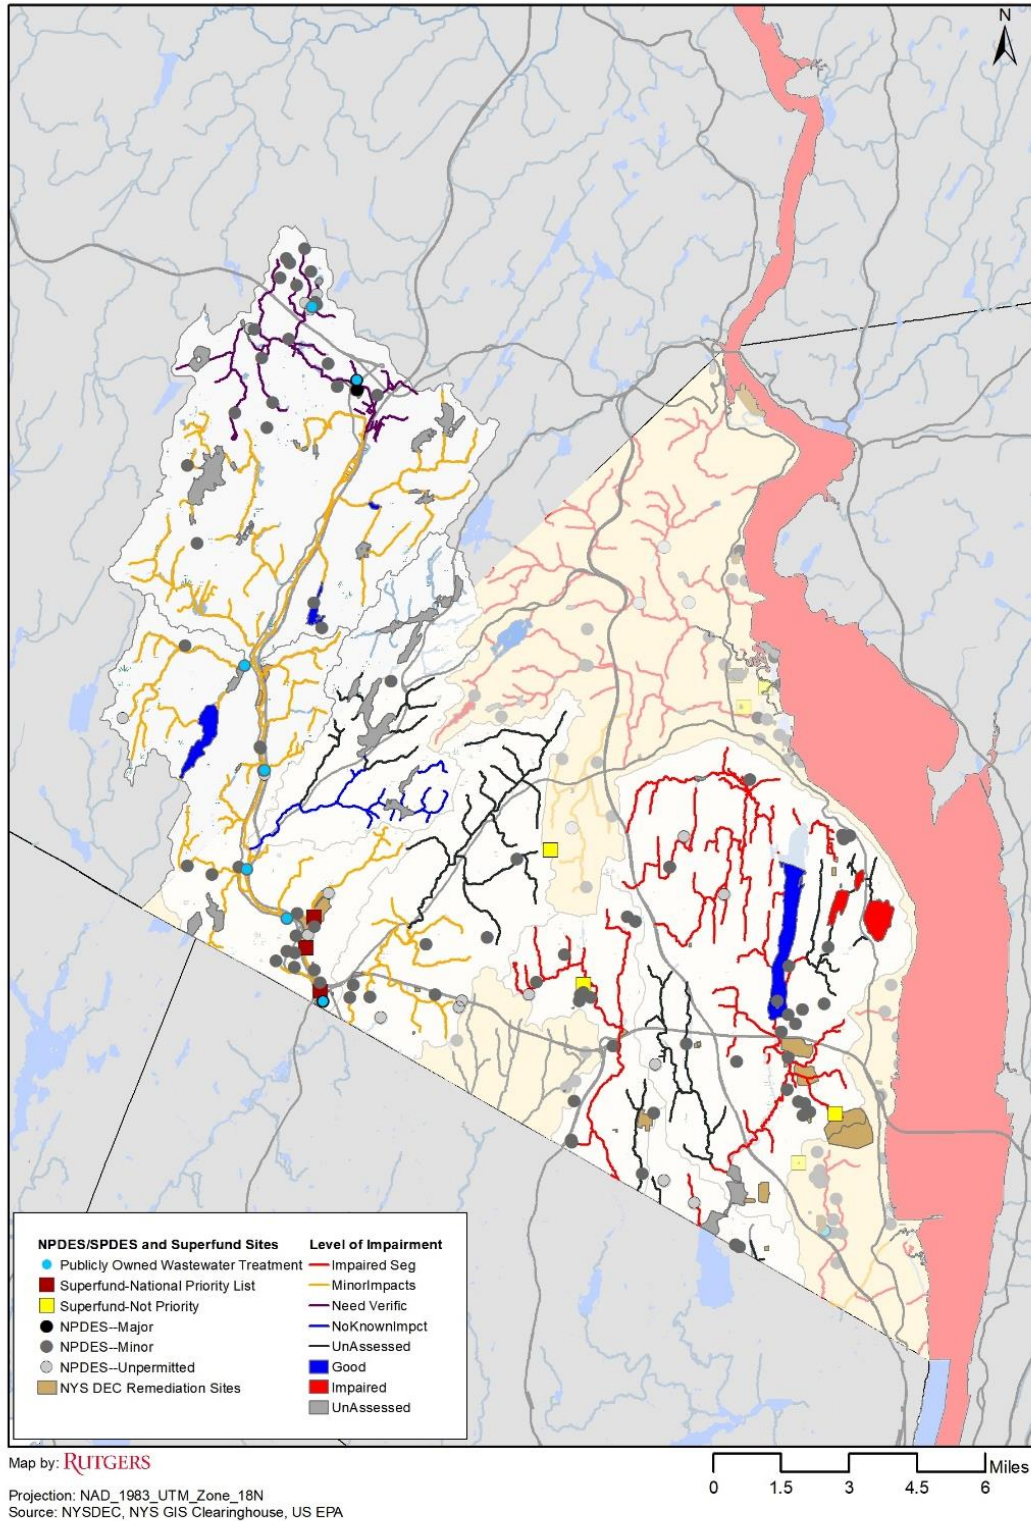 N
NPDES/SPDES and Superfund Sites
Publicly Owned Wastewater Treatment
Superfund-National Priority List
Superfund-Not Priority
NPDES--Major
NPDES--Minor
NPDES--Unpermitted
NYS DEC Remediation Sites
Level of Impairment
Impaired Seg
MinorImpacts
Need Verific
NoKnownImpct
UnAssessed
Good
Impaired
UnAssessed
Map by: RUTGERS
Miles
0 1.5 3 4.5 6
Projection: NAD_1983_UTM_Zone_18N
Source: NYSDEC, NYS GIS Clearinghouse, US EPA